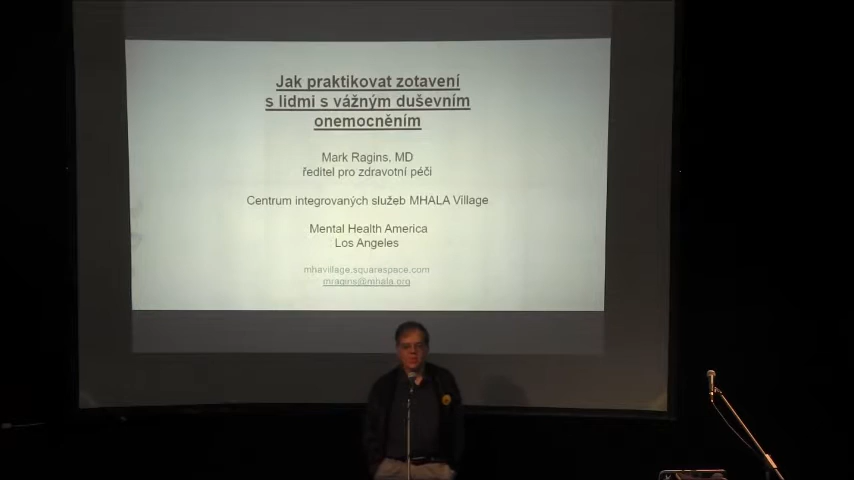 Jak praktikovat zotavení
s lidmi s vážným duševním
onemocněním
Mark Ragins, MD
ředitel pro zdravotní péči
Centrum integrovaných služeb MHALA Village
Mental Health America
Los Angeles
mhavillage.squarespace.com
mragins@mhala.org